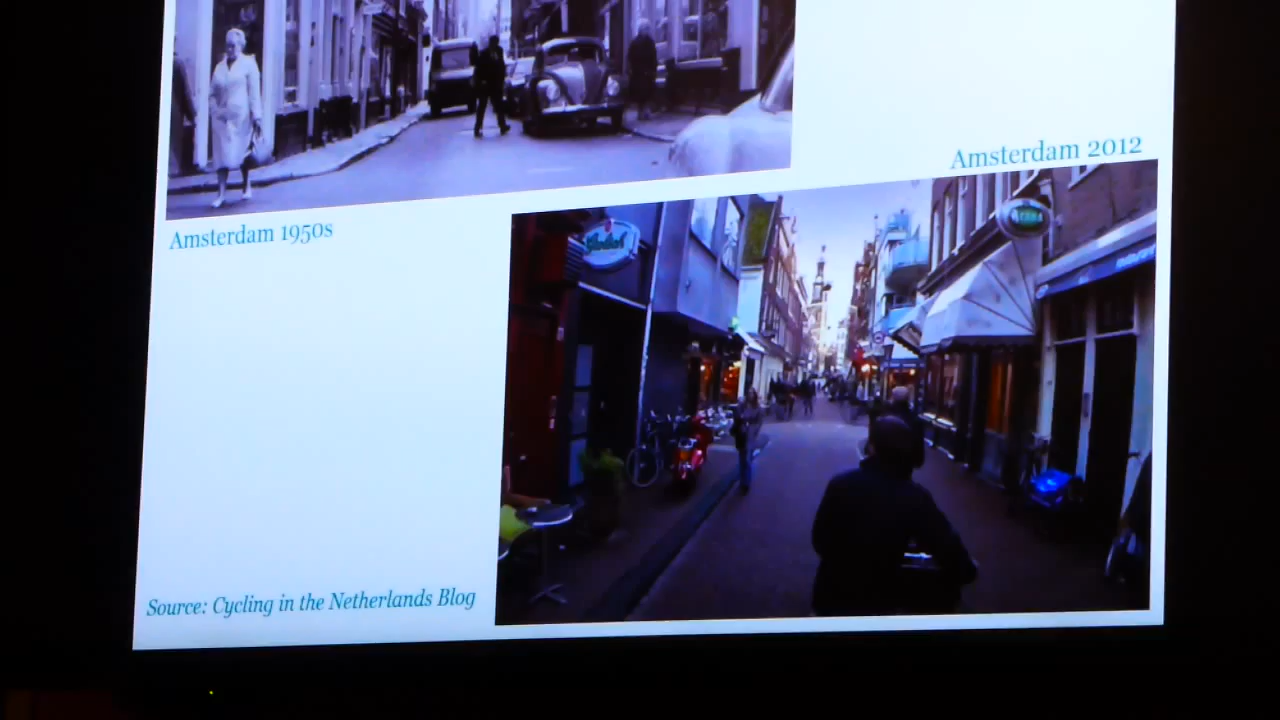 Amsterdam 1950s
Amsterdam 2012
Grolsch
Source: Cycling in the Netherlands Blog